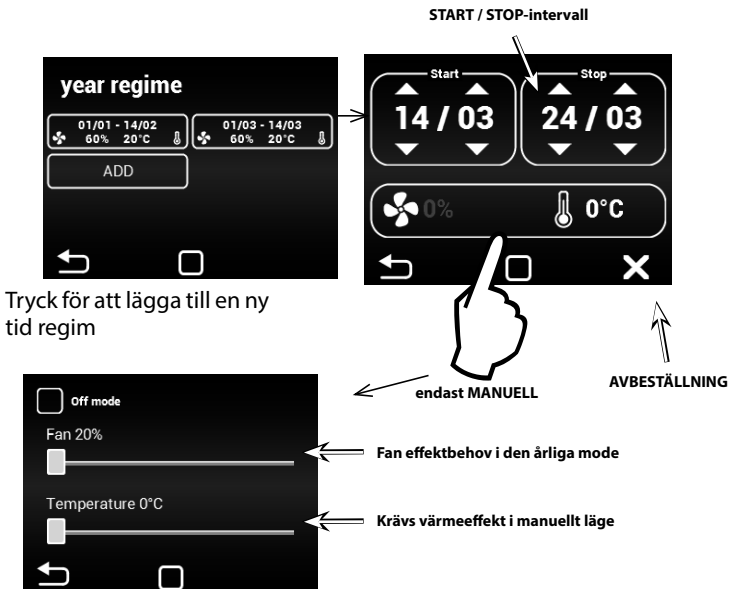 START / STOP-intervall
year regime
01/01 - 14/02
60% 20°C
01/03 - 14/03
60% 20°C
ADD
Start
14 / 03
Stop
24 / 03
0%
0°C
Tryck för att lägga till en ny
tid regim
endast MANUELL
AVBESTÄLLNING
Off mode
Fan 20%
Fan effektbehov i den årliga mode
Temperature 0°C
Krävs värmeeffekt i manuellt läge